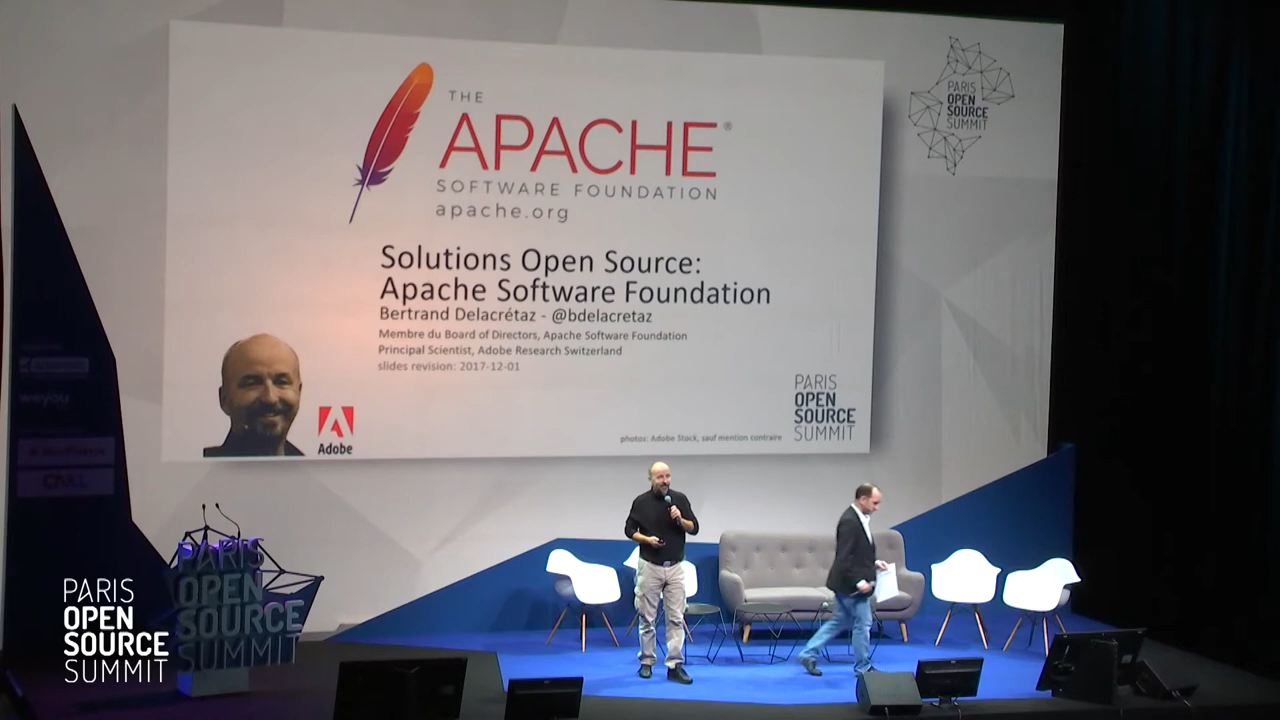 THE
APACHE®
SOFTWARE FOUNDATION
apache.org
PARIS
OPEN
SOURCE
SUMMIT
Solutions Open Source:
Apache Software Foundation
Bertrand Delacrétaz - @bdelacretaz
Membre du Board of Directors, Apache Software Foundation
Principal Scientist, Adobe Research Switzerland
slides revision: 2017-12-01
Adobe
photos: Adobe Stock, sauf mention contraire
PARIS
OPEN
SOURCE
SUMMIT
weyou
PARIS
OPEN
SOURCE
SUMMIT
PARIS
OPEN
SOURCE
SUMMIT